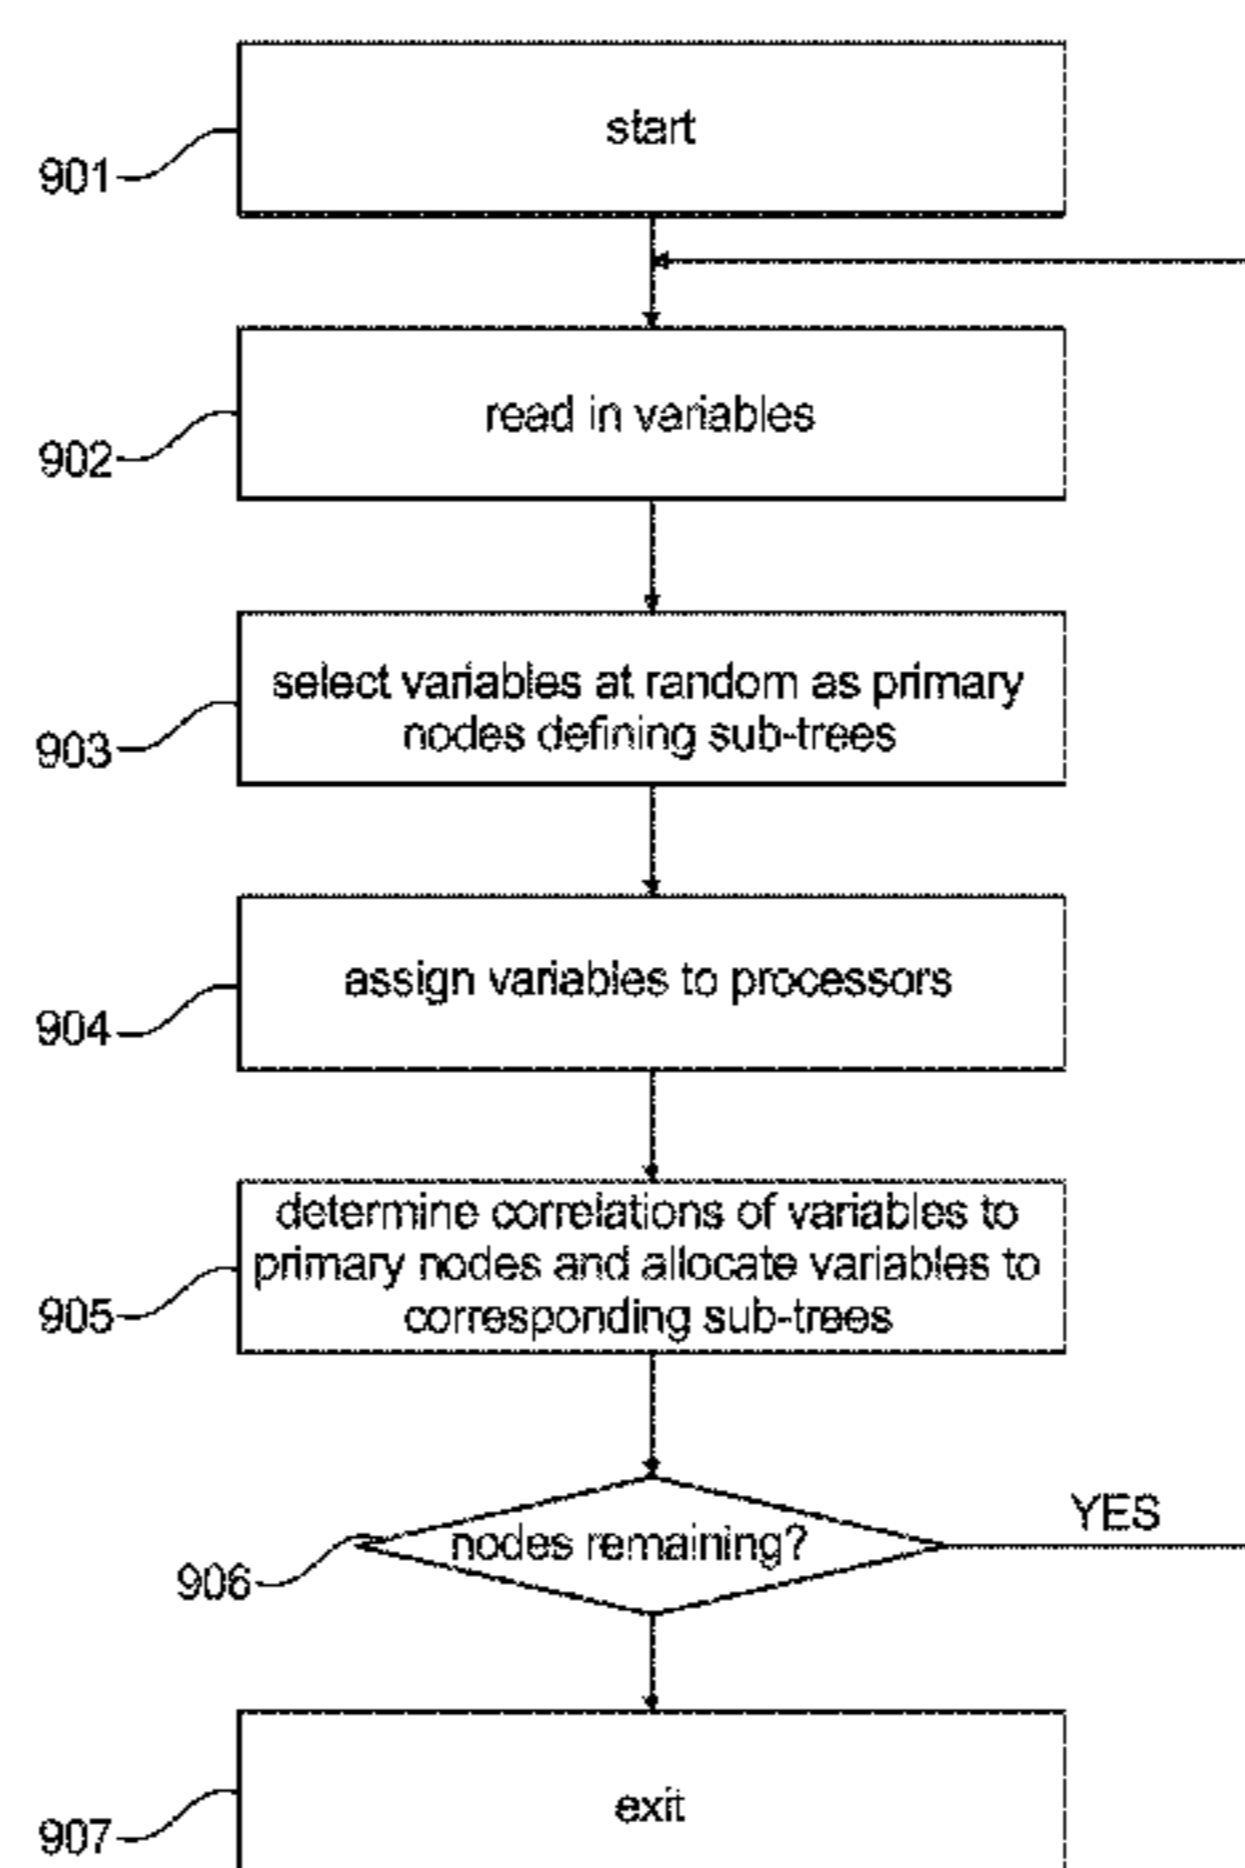 start
901
read in variables
902
select variables at random as primary
nodes defining sub-trees
903
assign variables to processors
904
determine correlations of variables to
primary nodes and allocate variables to
corresponding sub-trees
905
YES
nodes remaining?
906
exit
907